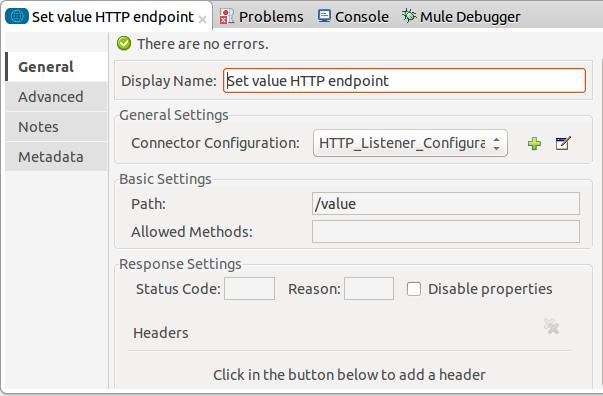 Set value HTTP endpoint Problems Console Mule Debugger
There are no errors.
General
Advanced
Notes
Metadata
Display Name: Set value HTTP endpoint
General Settings
Connector Configuration: HTTP_Listener_Configura
Basic Settings
Path: /value
Allowed Methods:
Response Settings
Status Code: Reason: Disable properties
Headers
Click in the button below to add a header